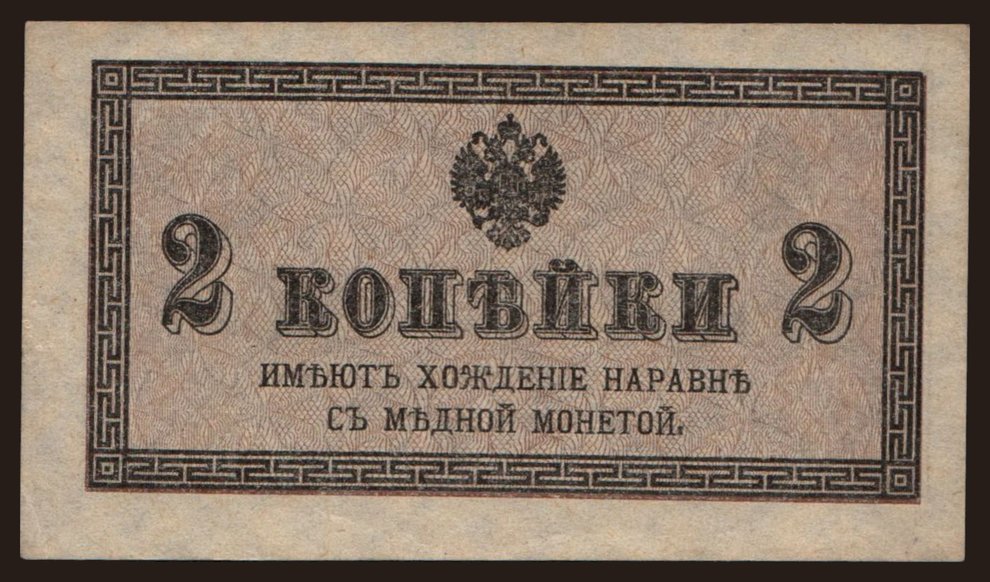 2 КОПѢЙКИ 2
ИМѢЮТЪ ХОЖДЕНІЕ НАРАВНѢ
СЪ МѢДНОЙ МОНЕТОЙ.